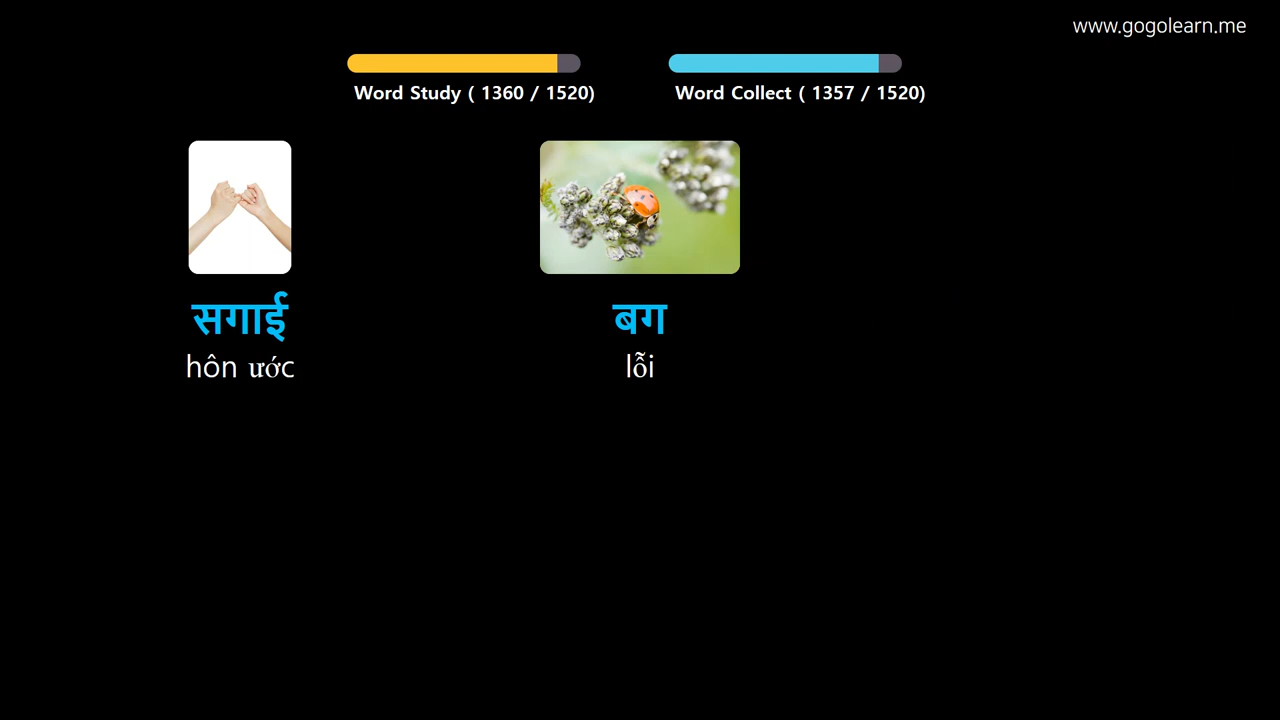 www.gogolearn.me
Word Study ( 1360 / 1520)
Word Collect ( 1357 / 1520)
सगाई
hôn ước
बग
lỗi